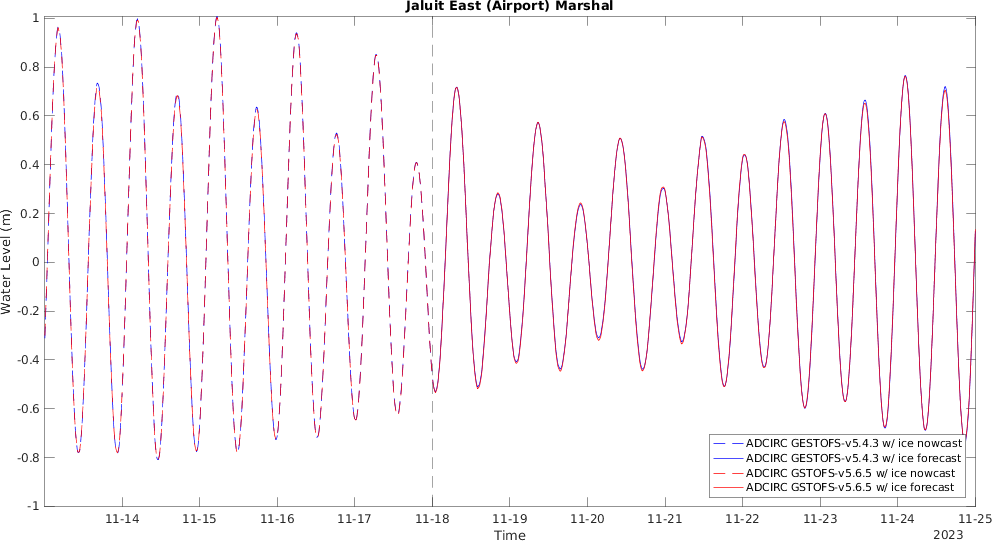 Jaluit East (Airport) Marshal
Water Level (m)
1
0.8
0.6
0.4
0.2
0
-0.2
-0.4
-0.6
-0.8
-1
ADCIRC GESTOFS-v5.4.3 w/ ice nowcast
ADCIRC GESTOFS-v5.4.3 w/ ice forecast
ADCIRC GSTOFS-v5.6.5 w/ ice nowcast
ADCIRC GSTOFS-v5.6.5 w/ ice forecast
11-14 11-15 11-16 11-17 11-18 11-19 11-20 11-21 11-22 11-23 11-24 11-25
Time
2023